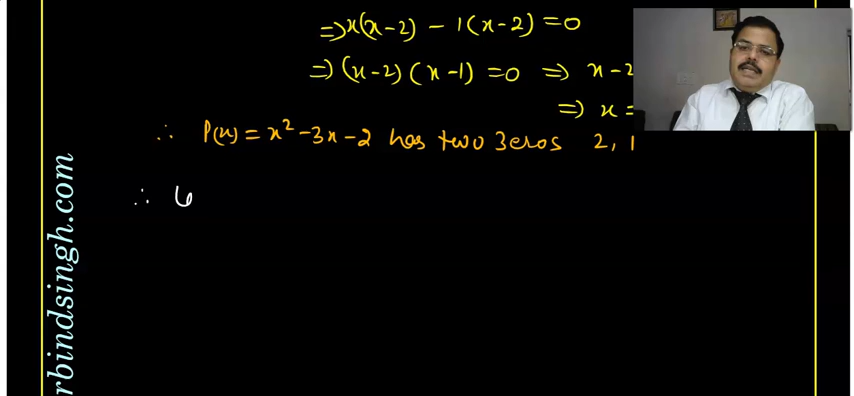 ⇒ x(x-2) - 1(x-2) = 0
⇒ (x-2)(x-1) = 0 ⇒ x-2
⇒ x =
∴ P(x) = x² - 3x - 2 has two zeros 2, 1
∴ 6
rbindsingh.com